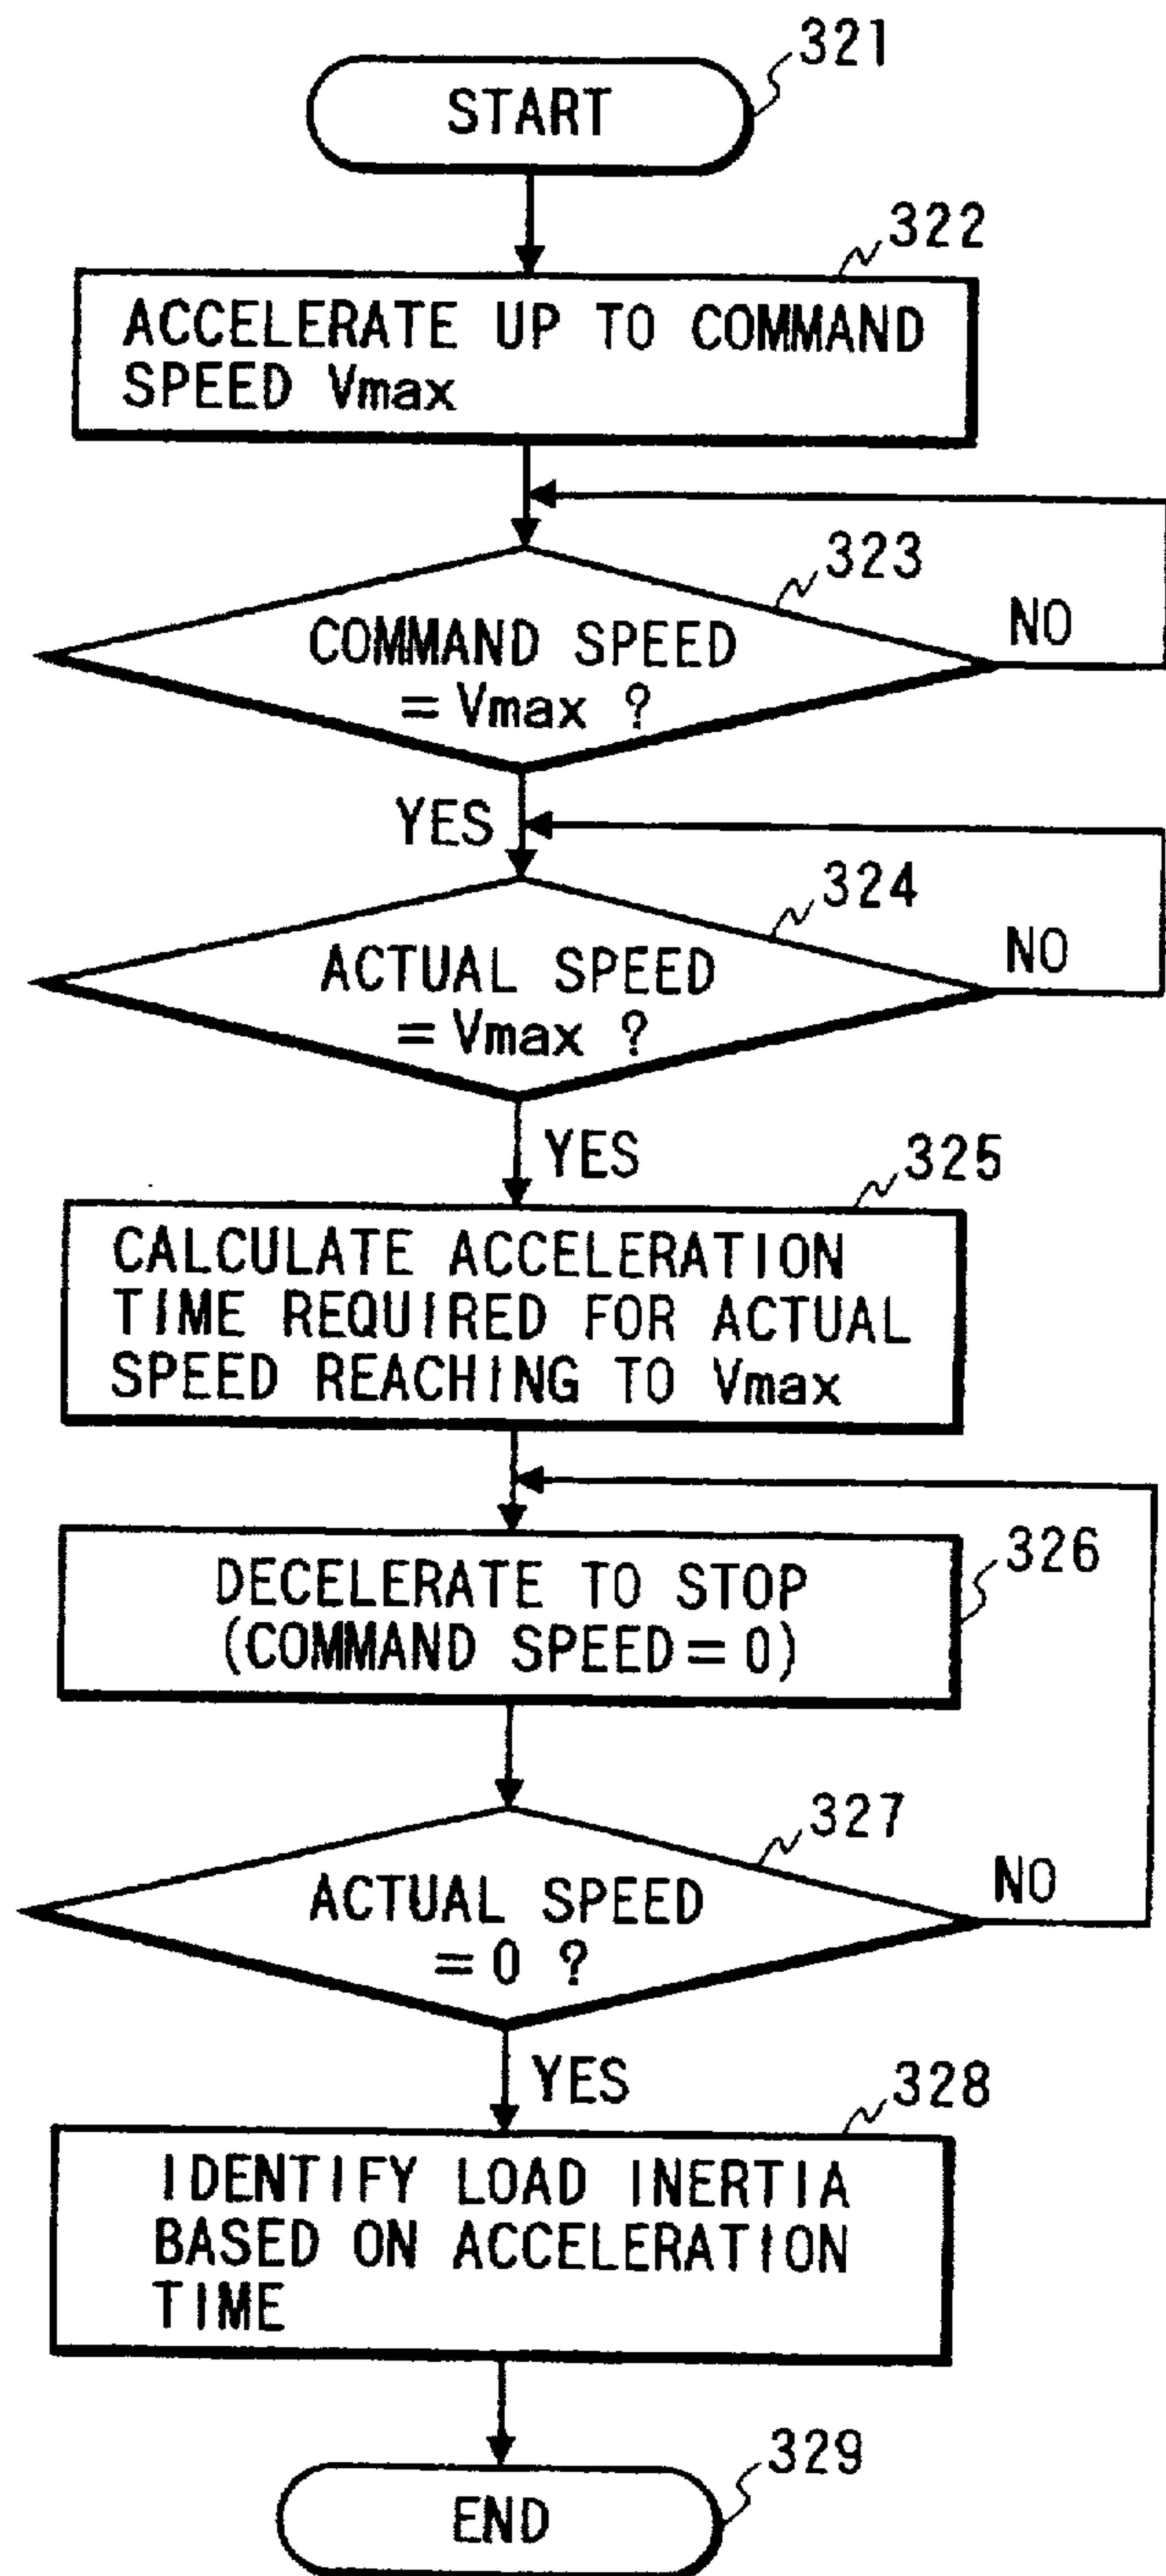 321
START
322
ACCELERATE UP TO COMMAND
SPEED Vmax
323
COMMAND SPEED
= Vmax ?
NO
YES
324
ACTUAL SPEED
= Vmax ?
NO
YES
325
CALCULATE ACCELERATION
TIME REQUIRED FOR ACTUAL
SPEED REACHING TO Vmax
326
DECELERATE TO STOP
(COMMAND SPEED = 0)
327
ACTUAL SPEED
= 0 ?
NO
YES
328
IDENTIFY LOAD INERTIA
BASED ON ACCELERATION
TIME
329
END